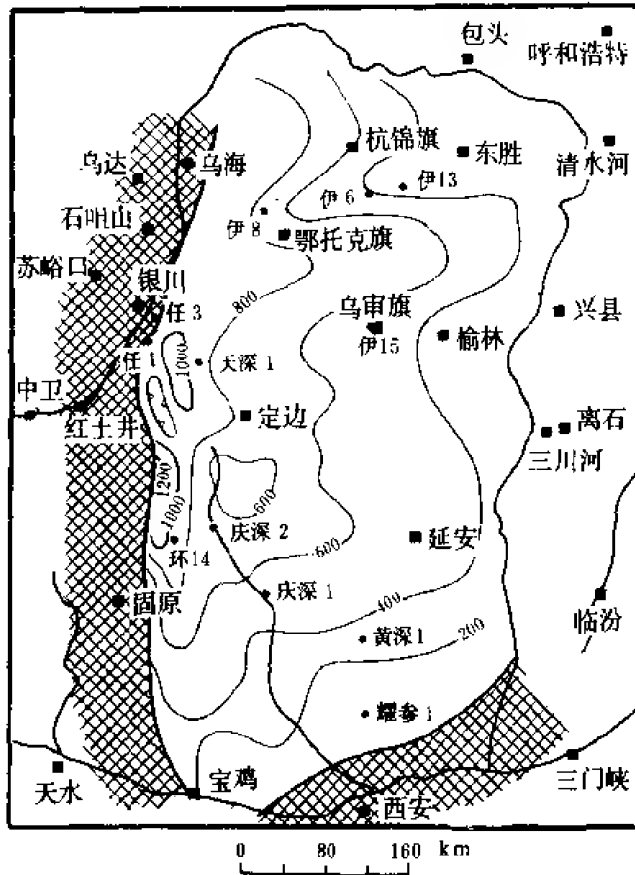 包头
呼和浩特
杭锦旗
东胜
清水河
乌达
乌海
伊 6
伊13
石咀山
伊 8
鄂托克旗
苏峪口
银川
任 3
800
乌审旗
伊15
榆林
兴县
任 1
1000
天深 1
中卫
红土井
定边
离石
三川河
1200
1000
600
庆深 2
环14
600
延安
固原
庆深 1
400
临汾
黄深1
200
耀参 1
天水
宝鸡
西安
三门峡
0 80 160 km